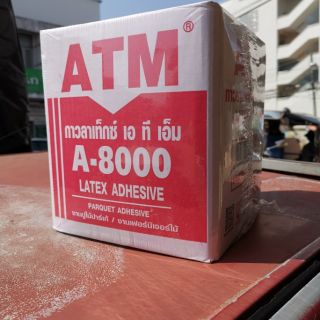 ATM®
กาวลาเท็กซ์ เอ ที เอ็ม
A-8000
LATEX ADHESIVE
PARQUET ADHESIVE
งานปูไม้ปาร์เก้ / งานเฟอร์นิเจอร์ไม้